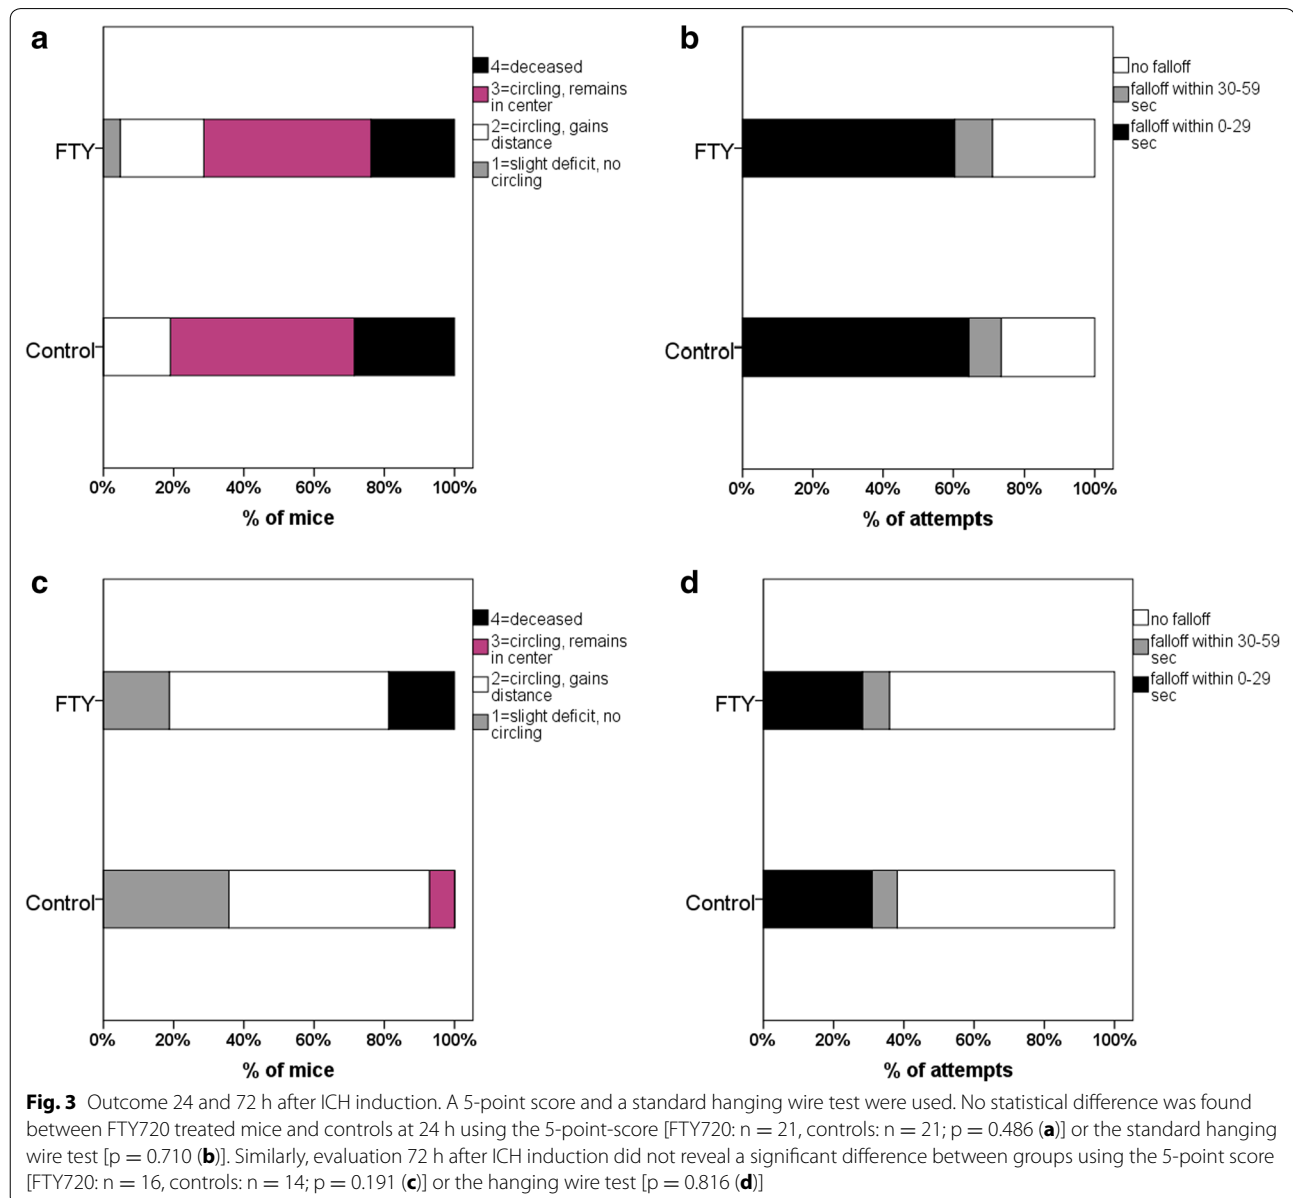 a
4=deceased
3=circling, remains
in center
2=circling, gains
distance
1=slight deficit, no
circling
FTY
Control
0% 20% 40% 60% 80% 100%
% of mice
b
no falloff
falloff within 30-59
sec
falloff within 0-29
sec
FTY
Control
0% 20% 40% 60% 80% 100%
% of attempts
c
4=deceased
3=circling, remains
in center
2=circling, gains
distance
1=slight deficit, no
circling
FTY
Control
0% 20% 40% 60% 80% 100%
% of mice
d
no falloff
falloff within 30-59
sec
falloff within 0-29
sec
FTY
Control
0% 20% 40% 60% 80% 100%
% of attempts
Fig. 3 Outcome 24 and 72 h after ICH induction. A 5-point score and a standard hanging wire test were used. No statistical difference was found
between FTY720 treated mice and controls at 24 h using the 5-point-score [FTY720: n = 21, controls: n = 21; p = 0.486 (a)] or the standard hanging
wire test [p = 0.710 (b)]. Similarly, evaluation 72 h after ICH induction did not reveal a significant difference between groups using the 5-point score
[FTY720: n = 16, controls: n = 14; p = 0.191 (c)] or the hanging wire test [p = 0.816 (d)]